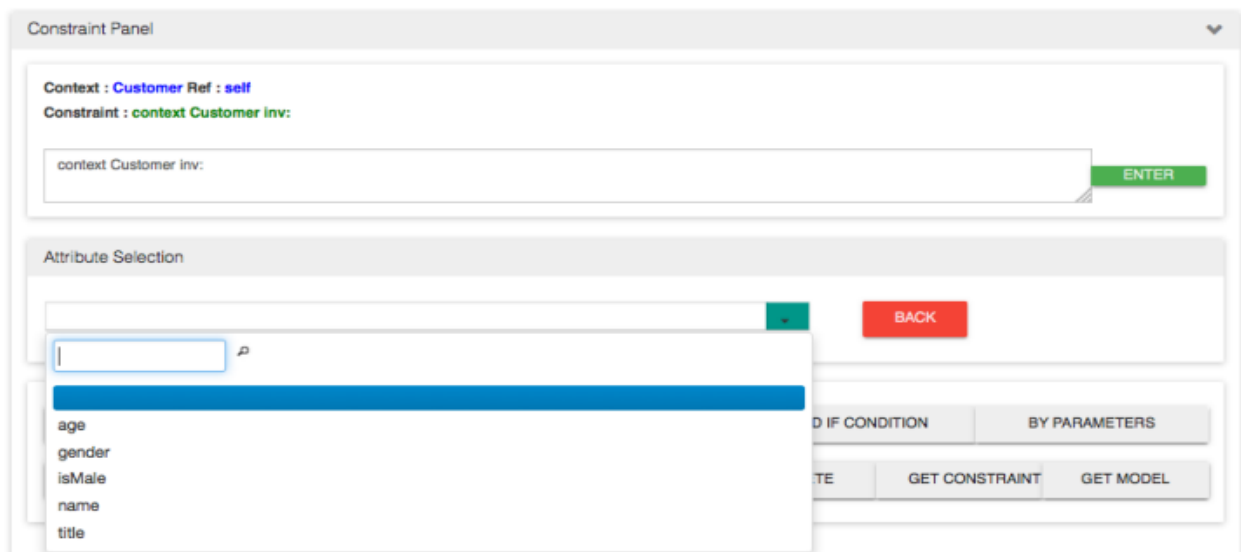 Constraint Panel
Context : Customer Ref : self
Constraint : context Customer inv:
context Customer inv:
ENTER
Attribute Selection
BACK
age
D IF CONDITION
BY PARAMETERS
gender
isMale
TE
GET CONSTRAINT
GET MODEL
name
title